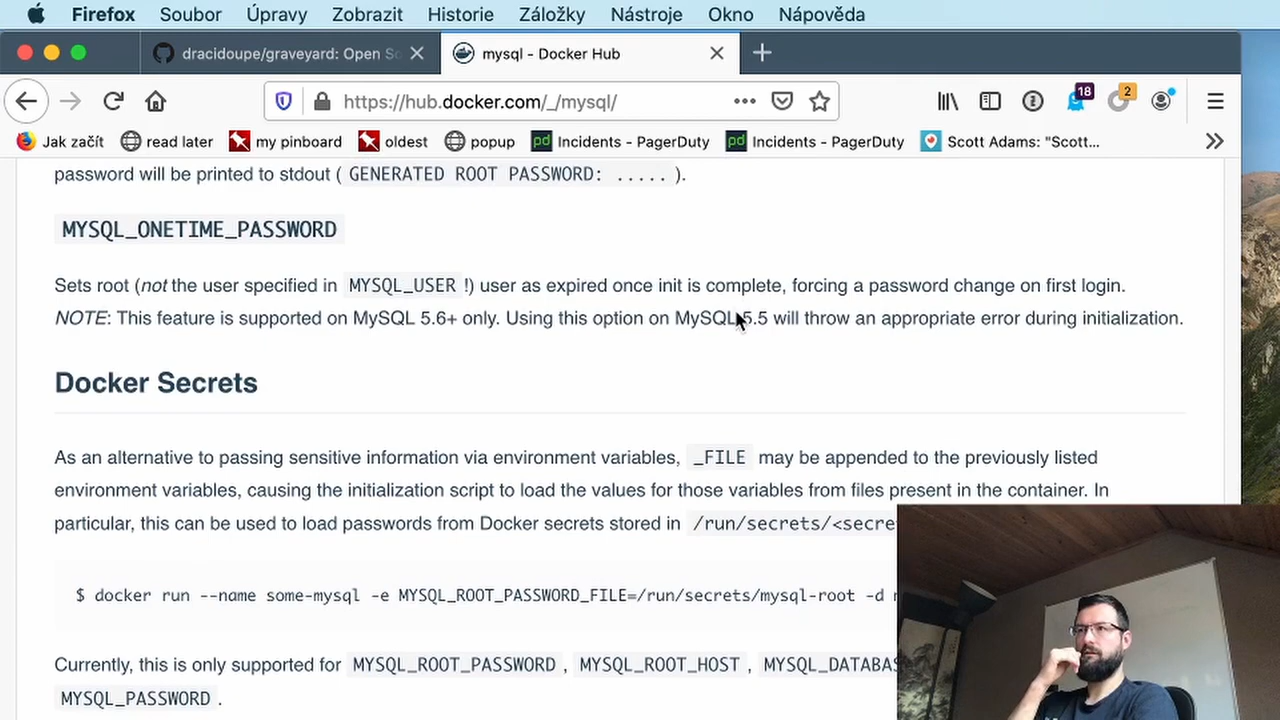 Firefox Soubor Úpravy Zobrazit Historie Záložky Nástroje Okno Nápověda
dracidoupe/graveyard: Open So mysql - Docker Hub
https://hub.docker.com/_/mysql/ 18 2
Jak začít read later my pinboard oldest popup pd Incidents - PagerDuty pd Incidents - PagerDuty Scott Adams: "Scott...
password will be printed to stdout ( GENERATED ROOT PASSWORD: ..... ).
MYSQL_ONETIME_PASSWORD
Sets root (not the user specified in MYSQL_USER !) user as expired once init is complete, forcing a password change on first login.
NOTE: This feature is supported on MySQL 5.6+ only. Using this option on MySQL 5.5 will throw an appropriate error during initialization.
Docker Secrets
As an alternative to passing sensitive information via environment variables, _FILE may be appended to the previously listed
environment variables, causing the initialization script to load the values for those variables from files present in the container. In
particular, this can be used to load passwords from Docker secrets stored in /run/secrets/<secre
$ docker run --name some-mysql -e MYSQL_ROOT_PASSWORD_FILE=/run/secrets/mysql-root -d
Currently, this is only supported for MYSQL_ROOT_PASSWORD , MYSQL_ROOT_HOST , MYSQL_DATABAS
MYSQL_PASSWORD .